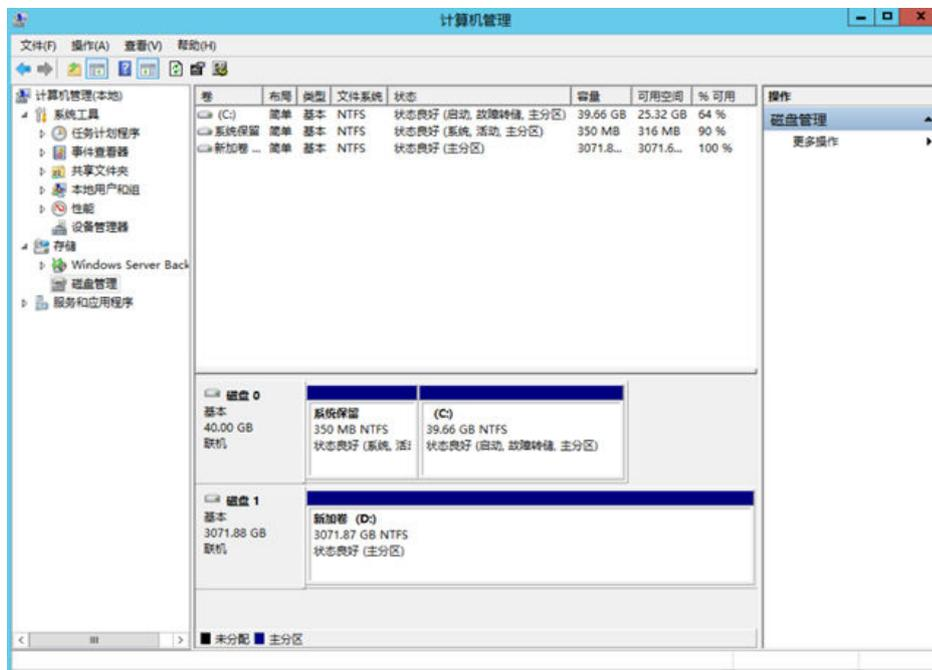 计算机管理
文件(F) 操作(A) 查看(V) 帮助(H)
计算机管理(本地)
系统工具
任务计划程序
事件查看器
共享文件夹
本地用户和组
性能
设备管理器
存储
Windows Server Back
磁盘管理
服务和应用程序
卷 布局 类型 文件系统 状态 容量 可用空间 % 可用
(C:) 简单 基本 NTFS 状态良好 (启动, 故障转储, 主分区) 39.66 GB 25.32 GB 64 %
系统保留 简单 基本 NTFS 状态良好 (系统, 活动, 主分区) 350 MB 316 MB 90 %
新加卷 ... 简单 基本 NTFS 状态良好 (主分区) 3071.8... 3071.6... 100 %
磁盘 0
基本
40.00 GB
联机
系统保留
350 MB NTFS
状态良好 (系统, 活
(C:)
39.66 GB NTFS
状态良好 (启动, 故障转储, 主分区)
磁盘 1
基本
3071.88 GB
联机
新加卷 (D:)
3071.87 GB NTFS
状态良好 (主分区)
未分配 主分区
操作
磁盘管理
更多操作